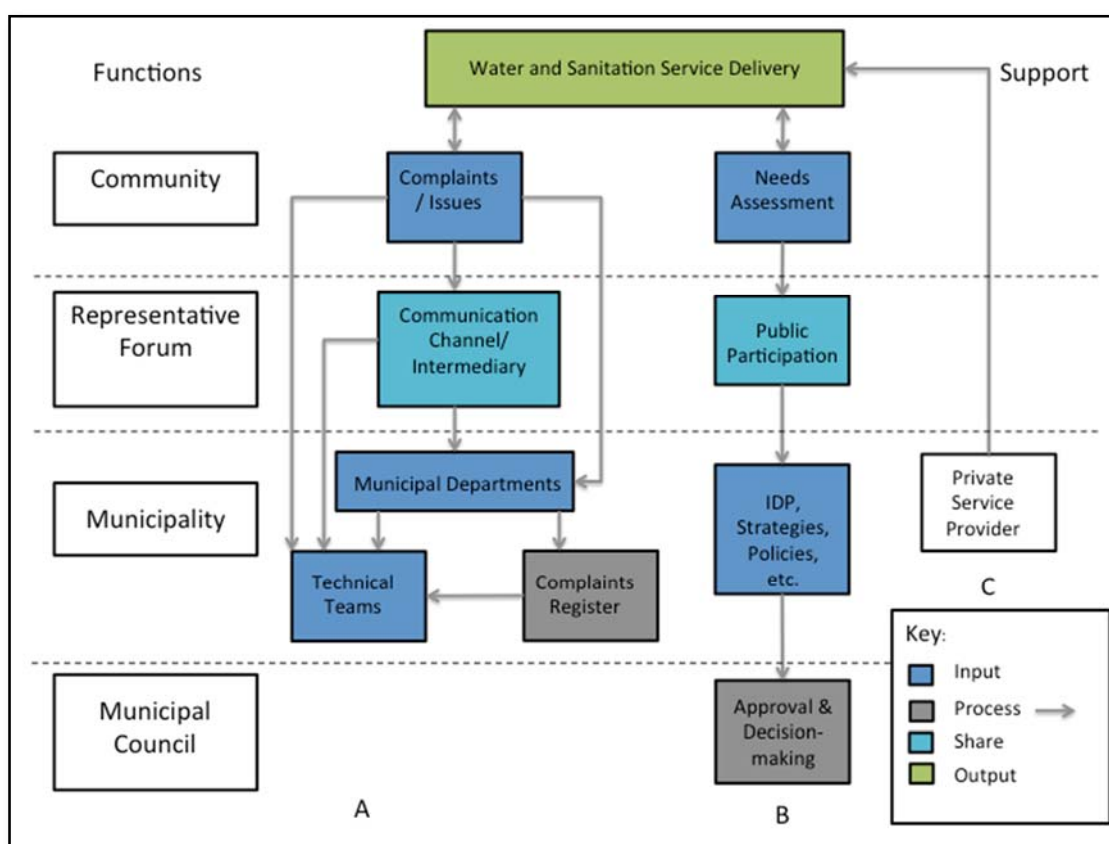 Functions
Water and Sanitation Service Delivery
Support
Community
Complaints
/ Issues
Needs
Assessment
Representative
Forum
Communication
Channel/
Intermediary
Public
Participation
Municipality
Municipal Departments
IDP,
Strategies,
Policies,
etc.
Private
Service
Provider
Technical
Teams
Complaints
Register
C
Key:
Input
Process
Share
Output
Municipal
Council
Approval &
Decision-
making
A
B